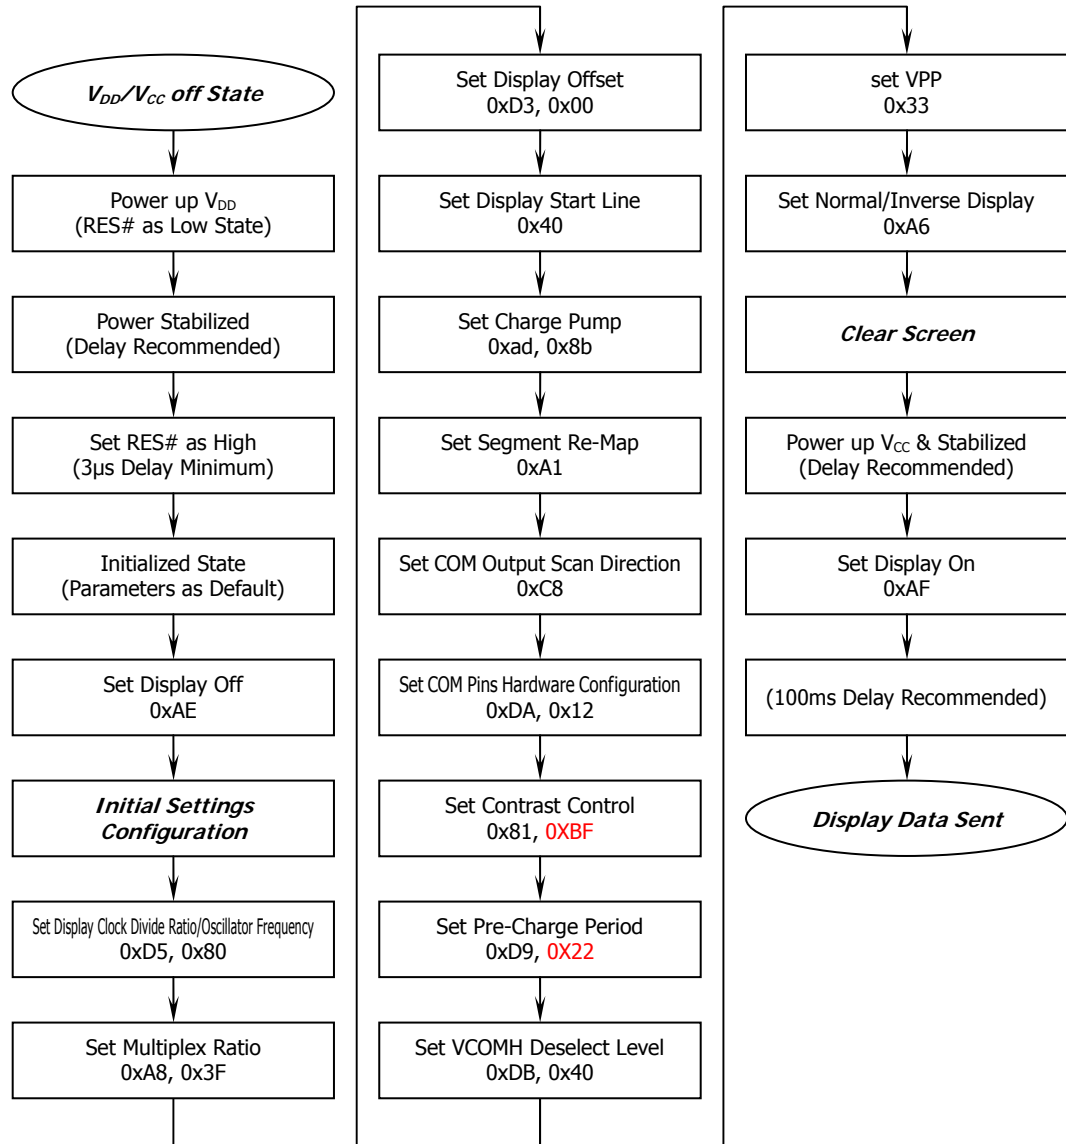 V_DD/V_CC off State
Power up V_DD
(RES# as Low State)
Power Stabilized
(Delay Recommended)
Set RES# as High
(3μs Delay Minimum)
Initialized State
(Parameters as Default)
Set Display Off
0xAE
Initial Settings
Configuration
Set Display Clock Divide Ratio/Oscillator Frequency
0xD5, 0x80
Set Multiplex Ratio
0xA8, 0x3F
Set Display Offset
0xD3, 0x00
Set Display Start Line
0x40
Set Charge Pump
0xad, 0x8b
Set Segment Re-Map
0xA1
Set COM Output Scan Direction
0xC8
Set COM Pins Hardware Configuration
0xDA, 0x12
Set Contrast Control
0x81, 0XBF
Set Pre-Charge Period
0xD9, 0X22
Set VCOMH Deselect Level
0xDB, 0x40
set VPP
0x33
Set Normal/Inverse Display
0xA6
Clear Screen
Power up V_CC & Stabilized
(Delay Recommended)
Set Display On
0xAF
(100ms Delay Recommended)
Display Data Sent